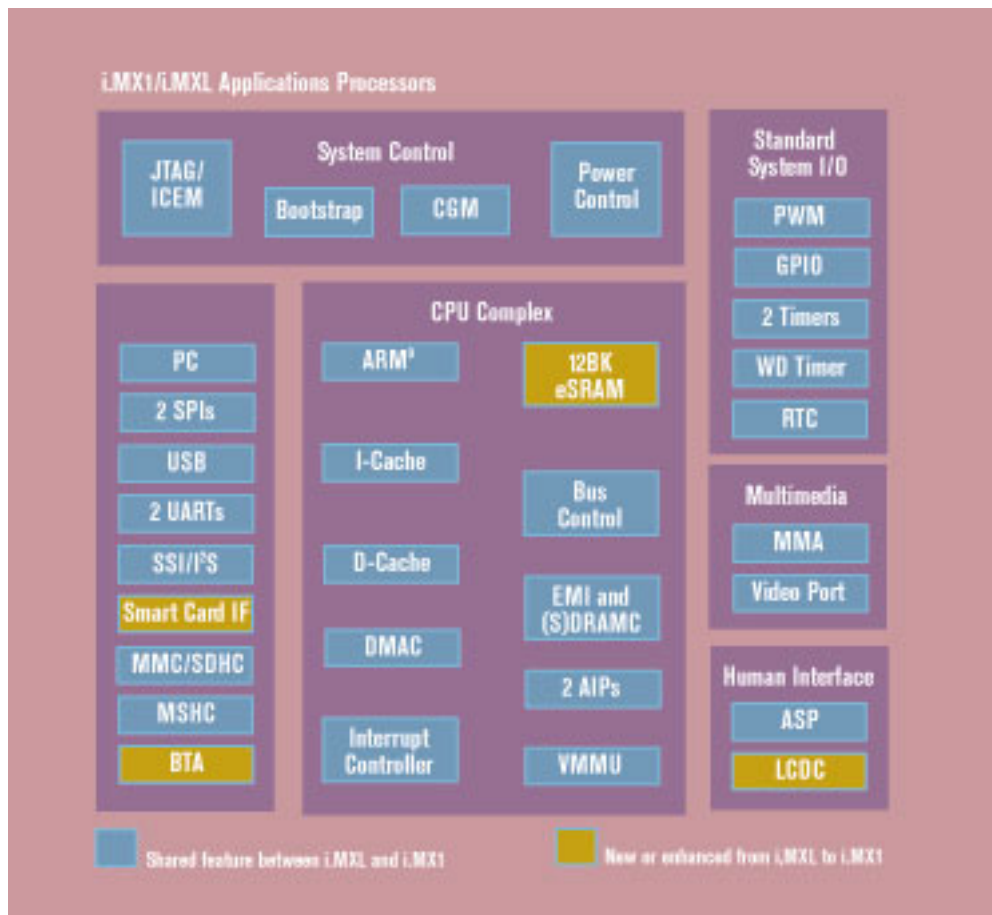 i.MX1/i.MXL Applications Processors
System Control
JTAG/
ICEM
Bootstrap
CGM
Power
Control
Standard
System I/O
PWM
GPIO
2 Timers
WD Timer
RTC
PC
2 SPIs
USB
2 UARTs
SSI/I²S
Smart Card IF
MMC/SDHC
MSHC
BTA
CPU Complex
ARM⁹
I-Cache
D-Cache
DMAC
Interrupt
Controller
12BK
eSRAM
Bus
Control
EMI and
(S)DRAMC
2 AIPs
VMMU
Multimedia
MMA
Video Port
Human Interface
ASP
LCDC
Shared feature between i.MXL and i.MX1
New or enhanced from i.MXL to i.MX1